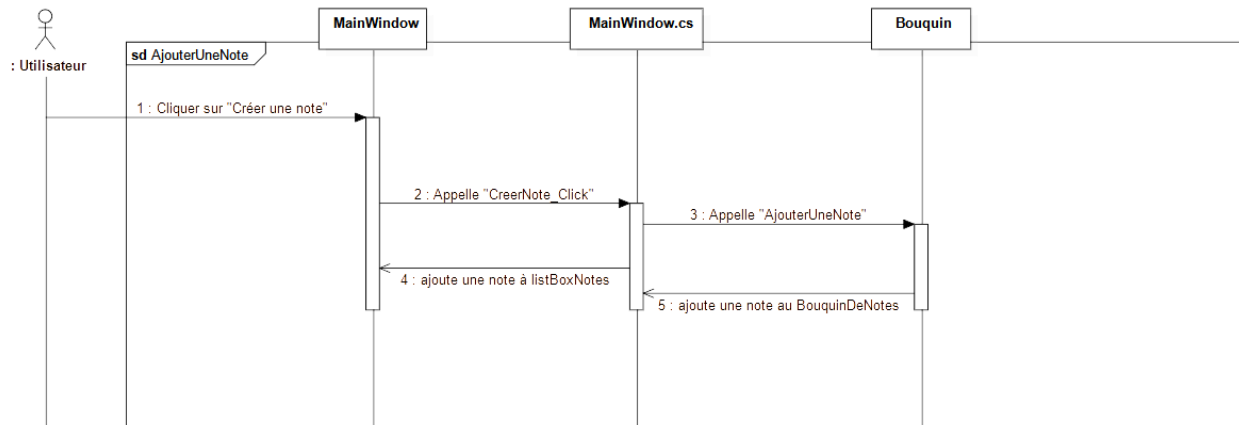 MainWindow
MainWindow.cs
Bouquin
sd AjouterUneNote
: Utilisateur
1 : Cliquer sur "Créer une note"
2 : Appelle "CreerNote_Click"
3 : Appelle "AjouterUneNote"
4 : ajoute une note à listBoxNotes
5 : ajoute une note au BouquinDeNotes